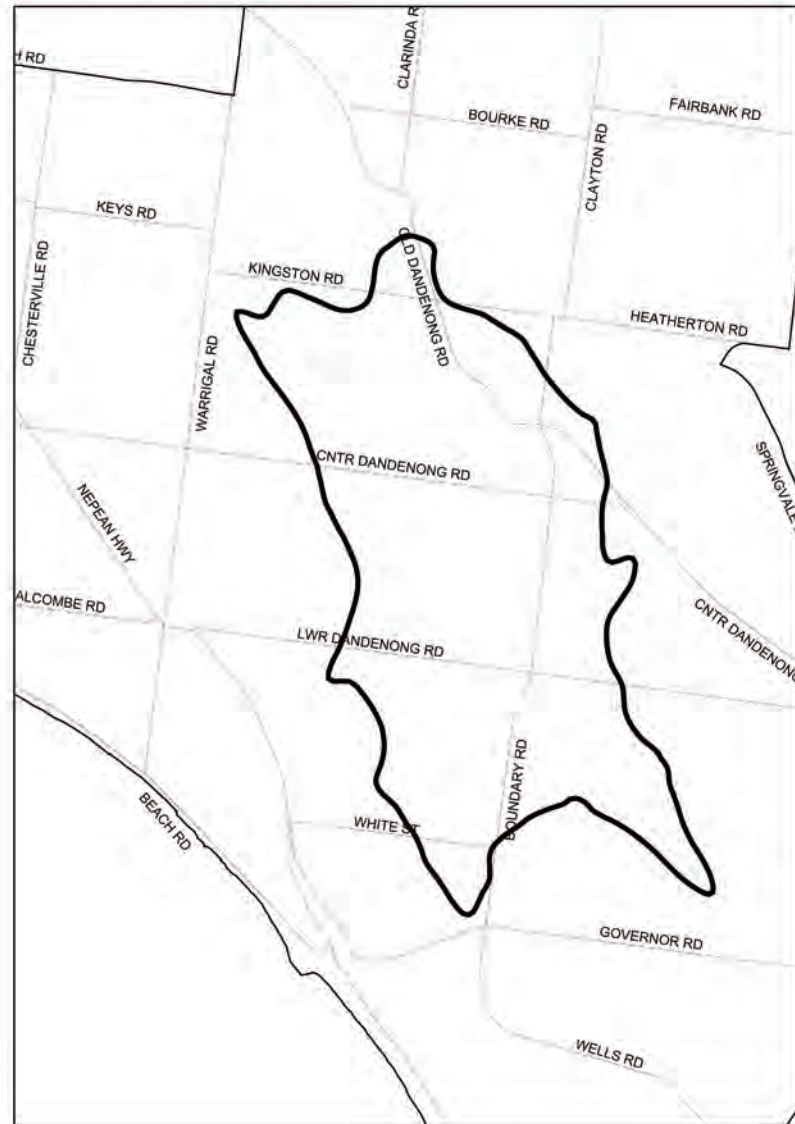 CLARINDA R
H RD
FAIRBANK RD
BOURKE RD
CLAYTON RD
KEYS RD
CHESTERVILLE RD
OLD DANDENONG RD
KINGSTON RD
HEATHERTON RD
WARRIGAL RD
CNTR DANDENONG RD
SPRINGVALE
NEPEAN HWY
ALCOMBE RD
CNTR DANDENONG
LWR DANDENONG RD
BOUNDARY RD
BEACH RD
WHITE ST
GOVERNOR RD
WELLS RD